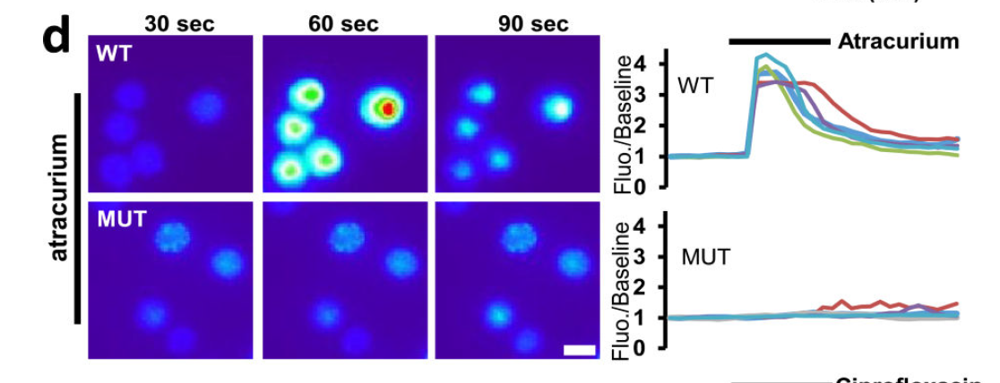 d
30 sec
60 sec
90 sec
WT
atracurium
MUT
Atracurium
WT
Fluo./Baseline
4
3
2
1
0
MUT
Fluo./Baseline
4
3
2
1
0